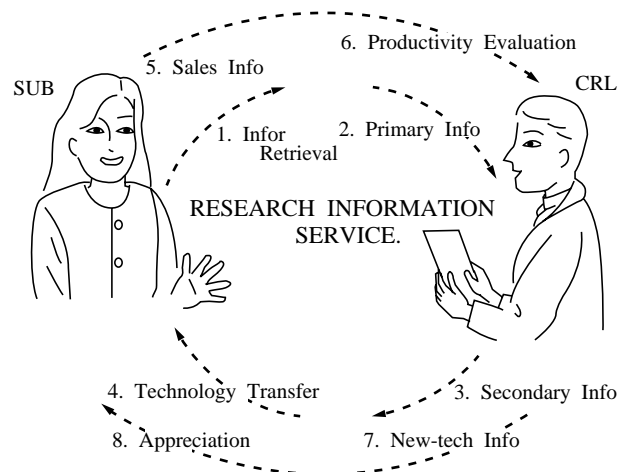 6. Productivity Evaluation
5. Sales Info
SUB
CRL
1. Infor
Retrieval
2. Primary Info
RESEARCH INFORMATION
SERVICE.
4. Technology Transfer
3. Secondary Info
8. Appreciation
7. New-tech Info